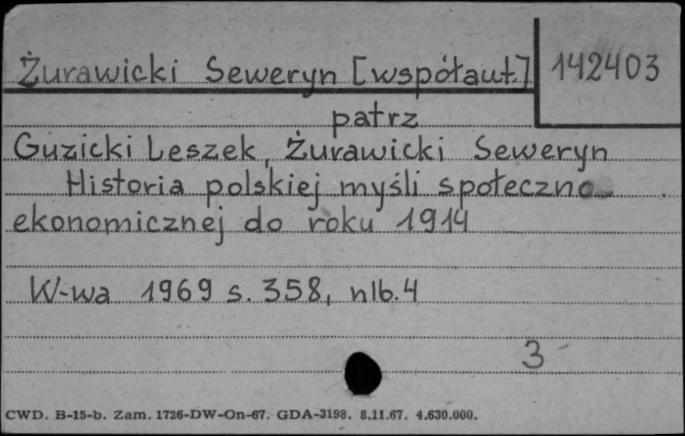 Żurawicki Seweryn [współaut.] 142403
patrz
Guzicki Leszek, Żurawicki Seweryn
Historia polskiej myśli społeczno-
ekonomicznej do roku 1914
W-wa 1969 s. 358, nlb. 4
3
CWD. B-15-b. Zam. 1726-DW-On-67. GDA-3198. 8.11.67. 4.630.000.